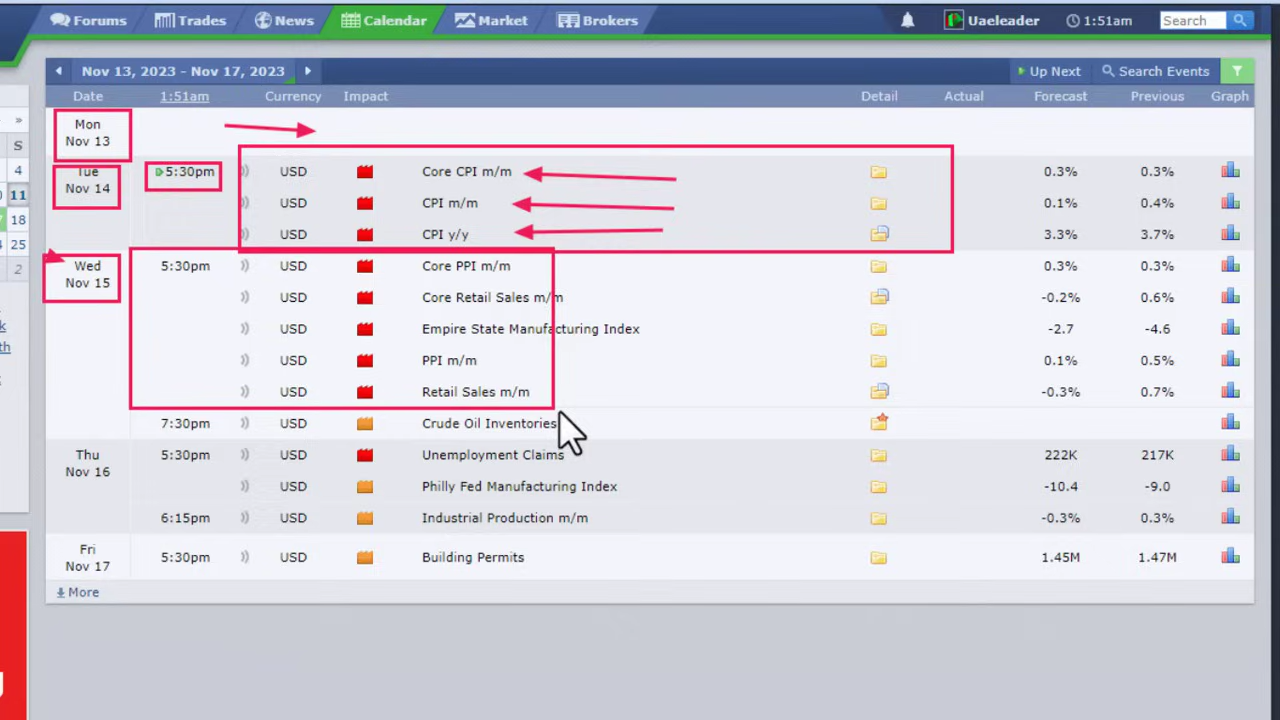 Forums Trades News Calendar Market Brokers Uaeleader 1:51am Search
Nov 13, 2023 - Nov 17, 2023 Up Next Search Events
Date 1:51am Currency Impact Detail Actual Forecast Previous Graph
»
S
4
11
18
25
2
k
th
Mon
Nov 13
Tue
Nov 14
5:30pm USD Core CPI m/m 0.3% 0.3%
USD CPI m/m 0.1% 0.4%
USD CPI y/y 3.3% 3.7%
Wed
Nov 15
5:30pm USD Core PPI m/m 0.3% 0.3%
USD Core Retail Sales m/m -0.2% 0.6%
USD Empire State Manufacturing Index -2.7 -4.6
USD PPI m/m 0.1% 0.5%
USD Retail Sales m/m -0.3% 0.7%
7:30pm USD Crude Oil Inventories
Thu
Nov 16
5:30pm USD Unemployment Claims 222K 217K
USD Philly Fed Manufacturing Index -10.4 -9.0
6:15pm USD Industrial Production m/m -0.3% 0.3%
Fri
Nov 17
5:30pm USD Building Permits 1.45M 1.47M
More